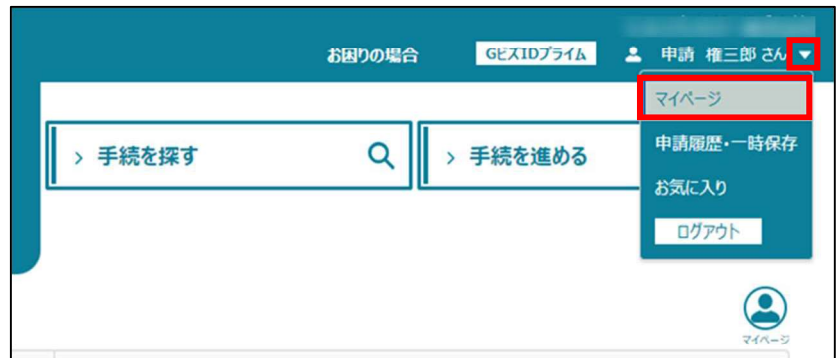 お困りの場合
GビズIDプライム
申請 権三郎 さん
マイページ
申請履歴・一時保存
お気に入り
ログアウト
手続を探す
手続を進める
マイページ